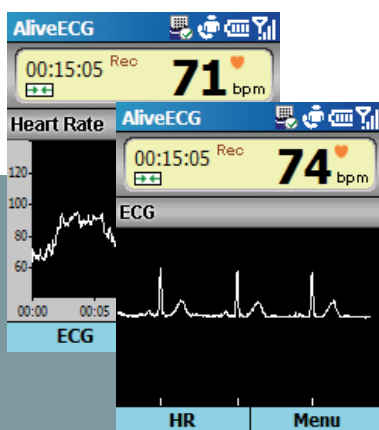 AliveECG
00:15:05 Rec
71 bpm
Heart Rate
120
100
80
60
00:00 00:05
ECG
AliveECG
00:15:05 Rec
74 bpm
ECG
HR Menu